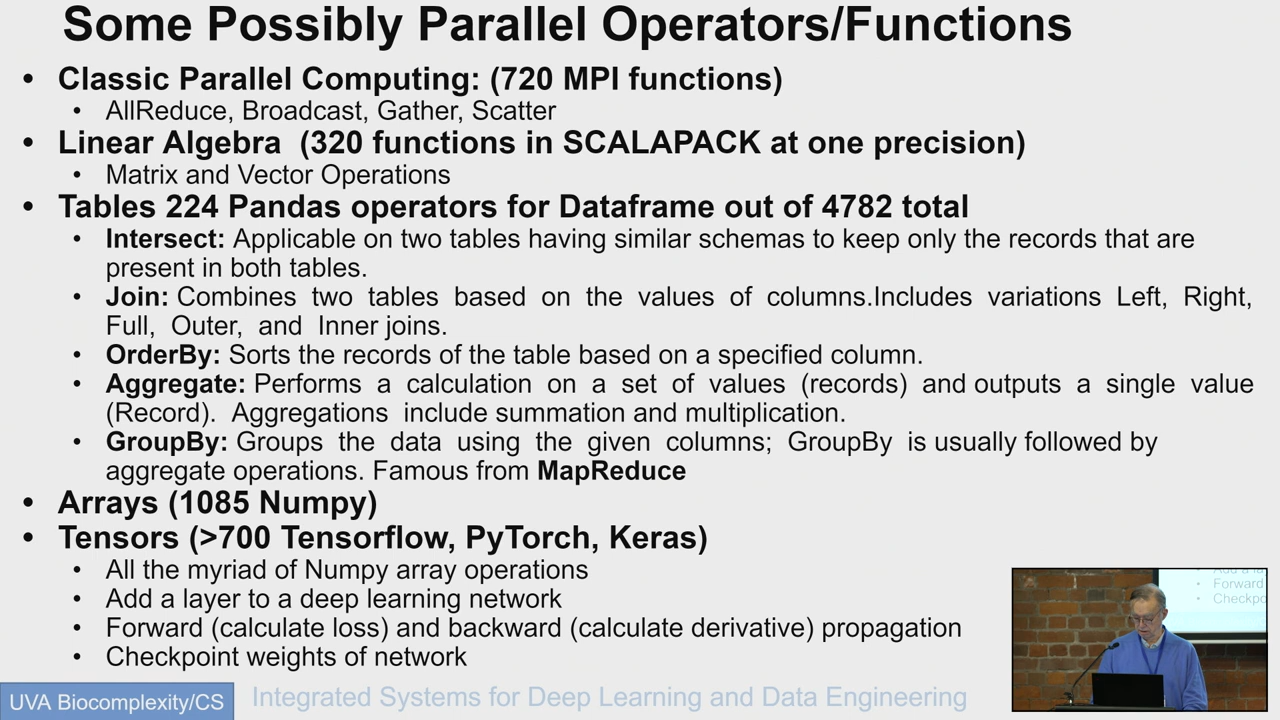 Some Possibly Parallel Operators/Functions
• Classic Parallel Computing: (720 MPI functions)
• AllReduce, Broadcast, Gather, Scatter
• Linear Algebra (320 functions in SCALAPACK at one precision)
• Matrix and Vector Operations
• Tables 224 Pandas operators for Dataframe out of 4782 total
• Intersect: Applicable on two tables having similar schemas to keep only the records that are
present in both tables.
• Join: Combines two tables based on the values of columns.Includes variations Left, Right,
Full, Outer, and Inner joins.
• OrderBy: Sorts the records of the table based on a specified column.
• Aggregate: Performs a calculation on a set of values (records) and outputs a single value
(Record). Aggregations include summation and multiplication.
• GroupBy: Groups the data using the given columns; GroupBy is usually followed by
aggregate operations. Famous from MapReduce
• Arrays (1085 Numpy)
• Tensors (>700 Tensorflow, PyTorch, Keras)
• All the myriad of Numpy array operations
• Add a layer to a deep learning network
• Forward (calculate loss) and backward (calculate derivative) propagation
• Checkpoint weights of network
• Forward
UVA Biocomplexity/CS
Integrated Systems for Deep Learning and Data Engineering